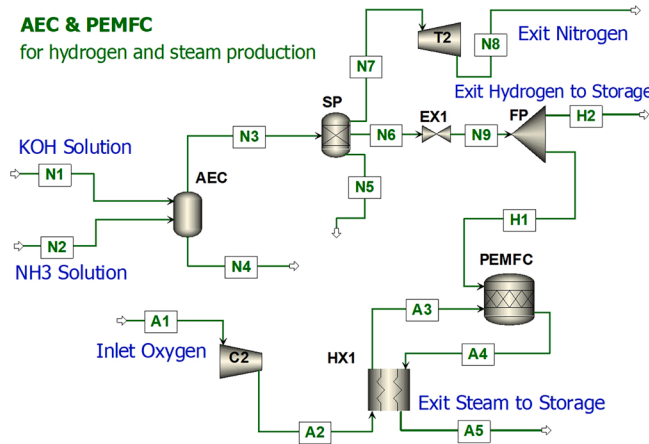 AEC & PEMFC
for hydrogen and steam production
T2
N7
N8
Exit Nitrogen
SP
EX1
Exit Hydrogen to Storage
FP
H2
N3
N6
N9
KOH Solution
N1
AEC
N5
H1
N2
NH3 Solution
N4
PEMFC
A1
A3
Inlet Oxygen
C2
HX1
A4
Exit Steam to Storage
A2
A5